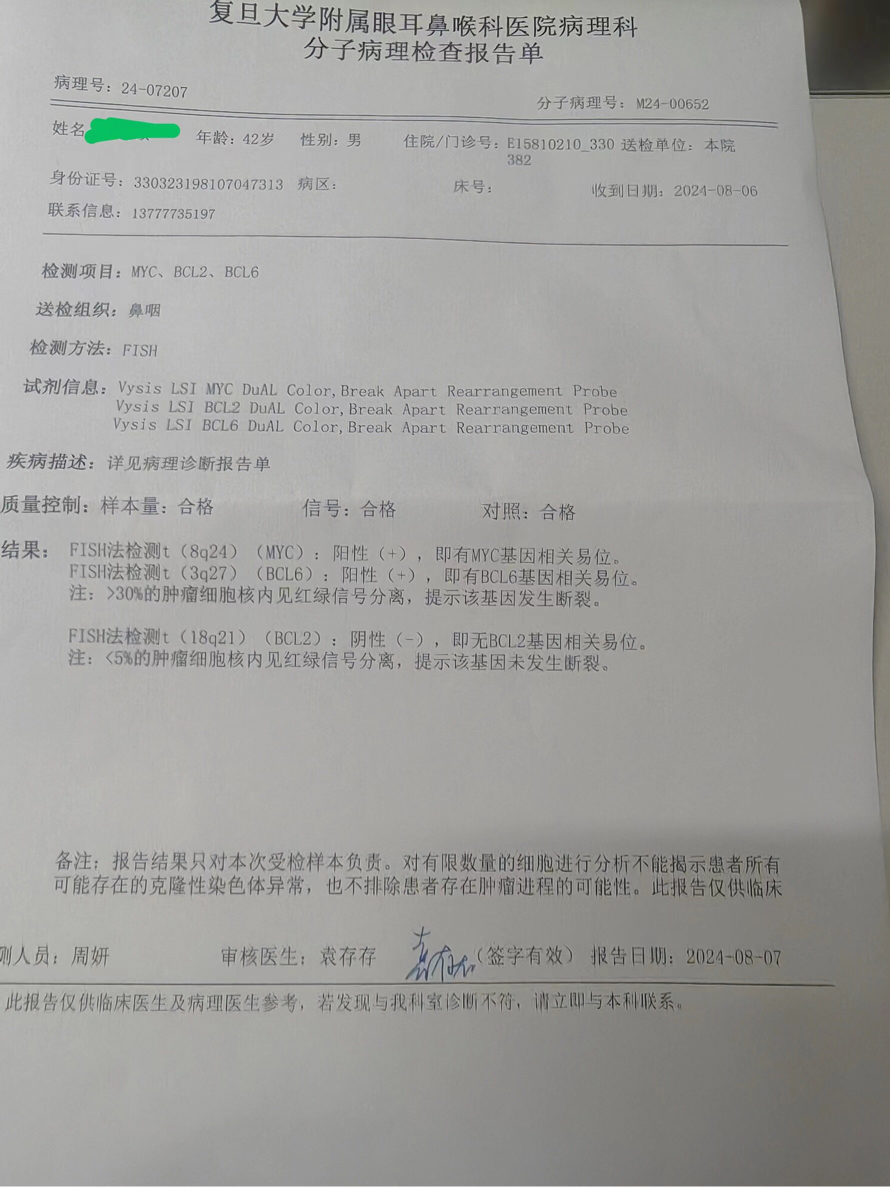 复旦大学附属眼耳鼻喉科医院病理科
分子病理检查报告单
病理号：24-07207
分子病理号：M24-00652
姓名 年龄：42岁 性别：男 住院/门诊号：E15810210_330 送检单位：本院
382
身份证号：330323198107047313 病区： 床号： 收到日期：2024-08-06
联系信息：13777735197
检测项目：MYC、BCL2、BCL6
送检组织：鼻咽
检测方法：FISH
试剂信息：Vysis LSI MYC DuAL Color,Break Apart Rearrangement Probe
Vysis LSI BCL2 DuAL Color,Break Apart Rearrangement Probe
Vysis LSI BCL6 DuAL Color,Break Apart Rearrangement Probe
疾病描述：详见病理诊断报告单
质量控制：样本量：合格 信号：合格 对照：合格
结果： FISH法检测t（8q24）（MYC）：阳性（+），即有MYC基因相关易位。
FISH法检测t（3q27）（BCL6）：阳性（+），即有BCL6基因相关易位。
注：>30%的肿瘤细胞核内见红绿信号分离，提示该基因发生断裂。
FISH法检测t（18q21）（BCL2）：阴性（-），即无BCL2基因相关易位。
注：<5%的肿瘤细胞核内见红绿信号分离，提示该基因未发生断裂。
备注：报告结果只对本次受检样本负责。对有限数量的细胞进行分析不能揭示患者所有
可能存在的克隆性染色体异常，也不排除患者存在肿瘤进程的可能性。此报告仅供临床
测人员：周妍 审核医生：袁存存 袁存存（签字有效） 报告日期：2024-08-07
此报告仅供临床医生及病理医生参考，若发现与我科室诊断不符，请立即与本科联系。